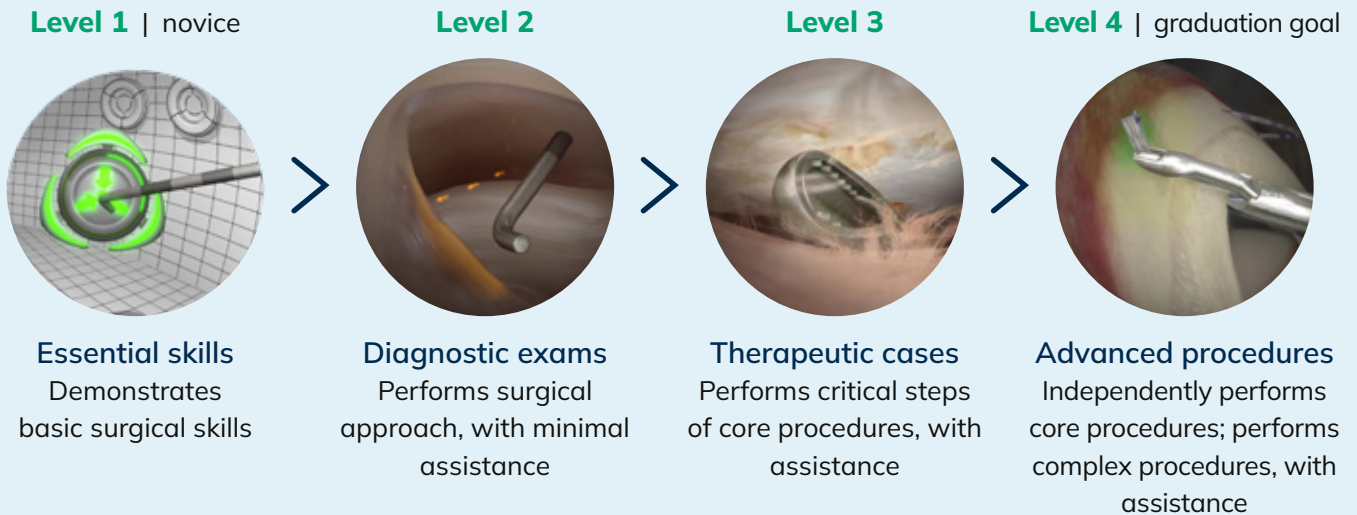 Level 1 | novice
Level 2
Level 3
Level 4 | graduation goal
Essential skills
Demonstrates
basic surgical skills
Diagnostic exams
Performs surgical
approach, with minimal
assistance
Therapeutic cases
Performs critical steps
of core procedures, with
assistance
Advanced procedures
Independently performs
core procedures; performs
complex procedures, with
assistance